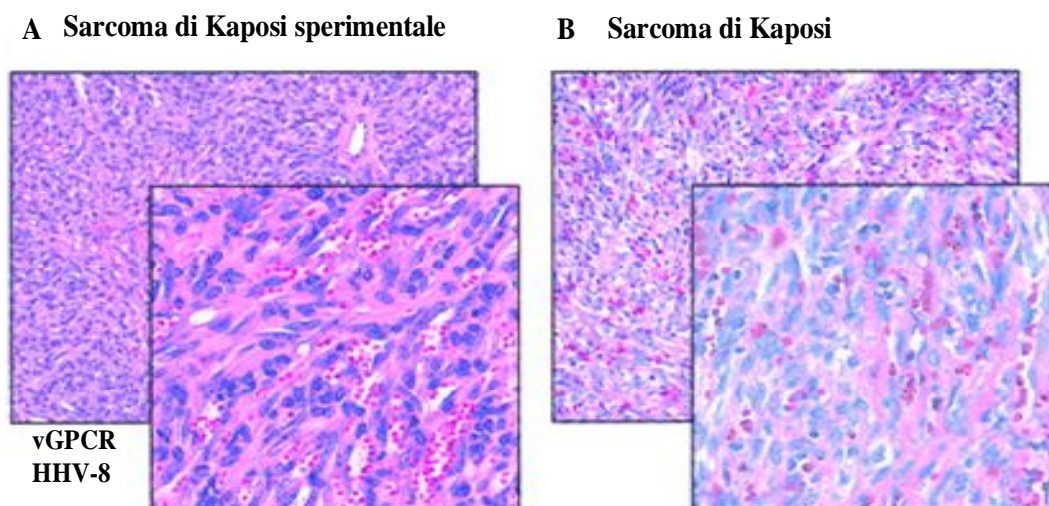 A Sarcoma di Kaposi sperimentale
B Sarcoma di Kaposi
vGPCR
HHV-8